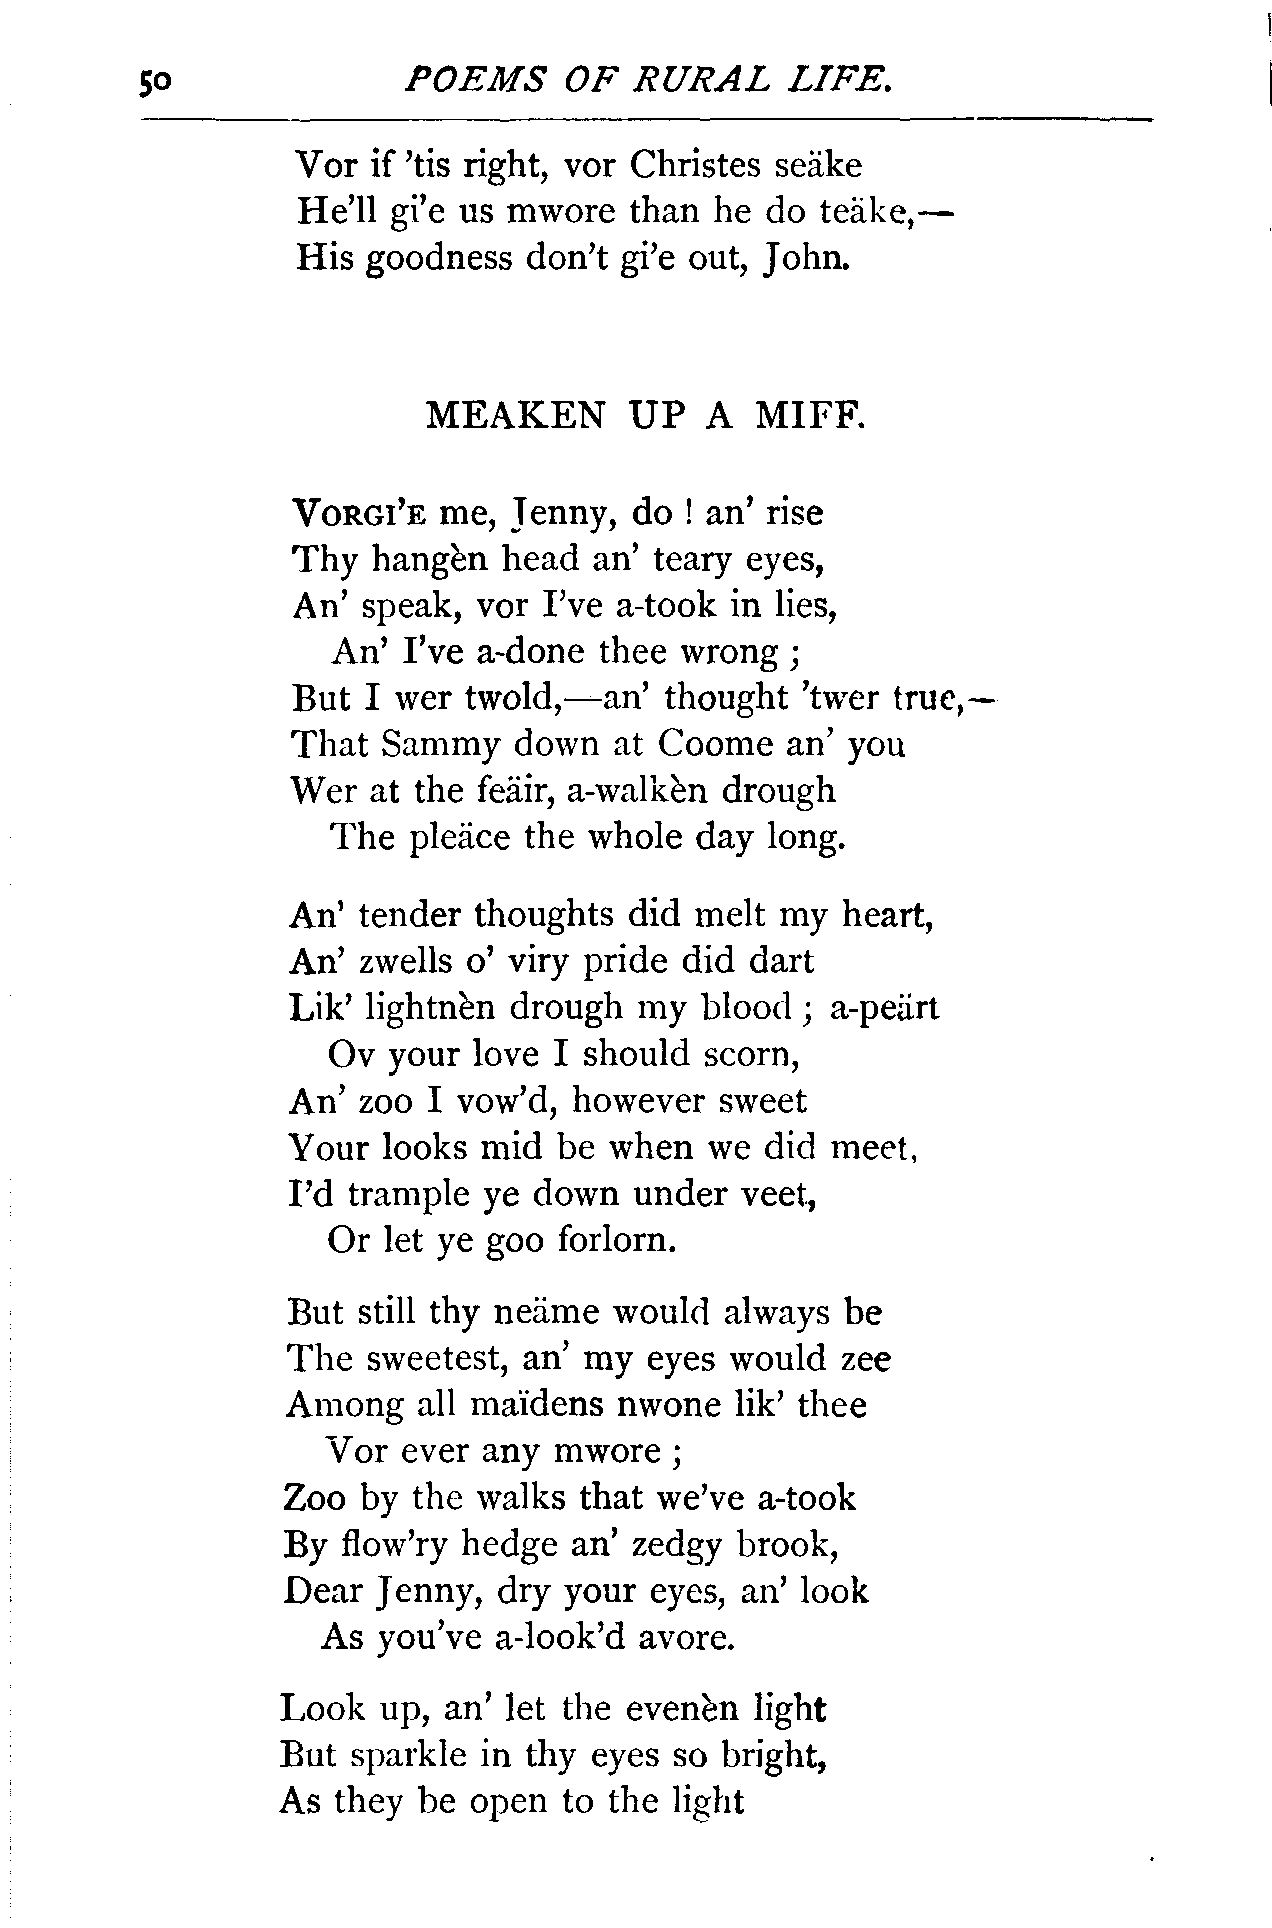 50 POEMS OF RURAL LIFE.
Vor if 'tis right, vor Christes seäke
He'll gi'e us mwore than he do teäke,—
His goodness don't gi'e out, John.
MEAKEN UP A MIFF.
VORGI'E me, Jenny, do ! an' rise
Thy hangèn head an' teary eyes,
An' speak, vor I've a-took in lies,
An' I've a-done thee wrong ;
But I wer twold,—an' thought 'twer true,—
That Sammy down at Coome an' you
Wer at the feäir, a-walkèn drough
The pleäce the whole day long.
An' tender thoughts did melt my heart,
An' zwells o' viry pride did dart
Lik' lightnèn drough my blood ; a-peärt
Ov your love I should scorn,
An' zoo I vow'd, however sweet
Your looks mid be when we did meet,
I'd trample ye down under veet,
Or let ye goo forlorn.
But still thy neäme would always be
The sweetest, an' my eyes would zee
Among all maïdens nwone lik' thee
Vor ever any mwore ;
Zoo by the walks that we've a-took
By flow'ry hedge an' zedgy brook,
Dear Jenny, dry your eyes, an' look
As you've a-look'd avore.
Look up, an' let the evenèn light
But sparkle in thy eyes so bright,
As they be open to the light